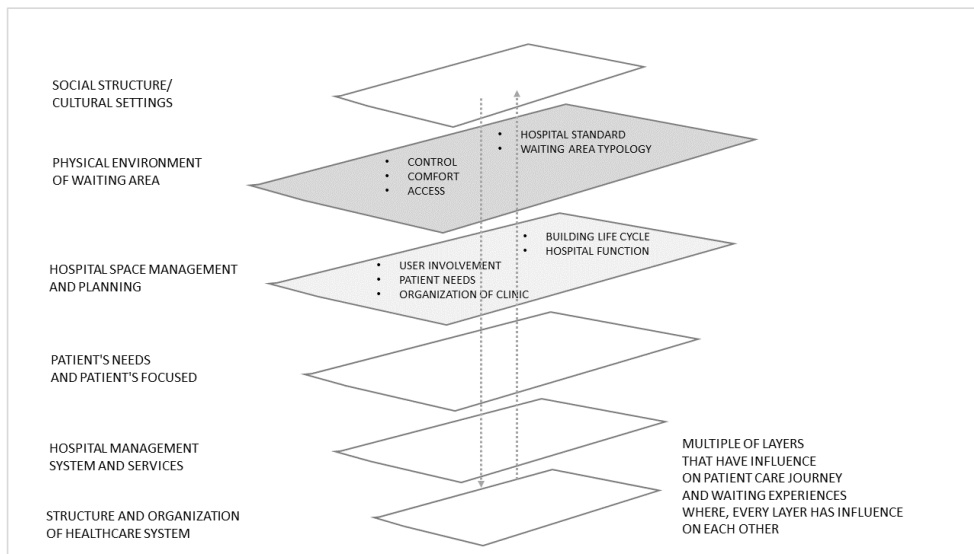 SOCIAL STRUCTURE/
CULTURAL SETTINGS
PHYSICAL ENVIRONMENT
OF WAITING AREA
• HOSPITAL STANDARD
• WAITING AREA TYPOLOGY
• CONTROL
• COMFORT
• ACCESS
HOSPITAL SPACE MANAGEMENT
AND PLANNING
• BUILDING LIFE CYCLE
• HOSPITAL FUNCTION
• USER INVOLVEMENT
• PATIENT NEEDS
• ORGANIZATION OF CLINIC
PATIENT'S NEEDS
AND PATIENT'S FOCUSED
HOSPITAL MANAGEMENT
SYSTEM AND SERVICES
STRUCTURE AND ORGANIZATION
OF HEALTHCARE SYSTEM
MULTIPLE OF LAYERS
THAT HAVE INFLUENCE
ON PATIENT CARE JOURNEY
AND WAITING EXPERIENCES
WHERE, EVERY LAYER HAS INFLUENCE
ON EACH OTHER